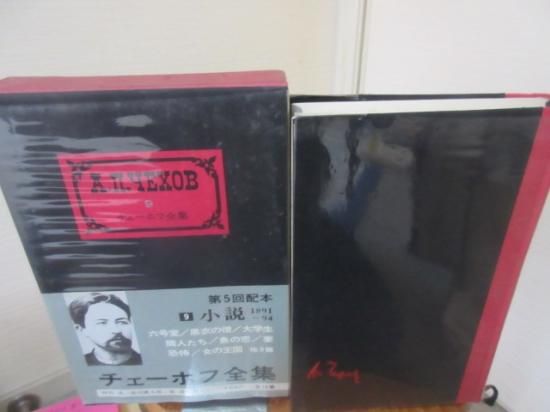 А.П.ЧЕХОВ
9
チェーホフ全集
第5回配本
9 小説 1891
－94
六号室／黒衣の僧／大学生
隣人たち／魚の恋／妻
恐怖／女の王国 他9篇
チェーホフ全集